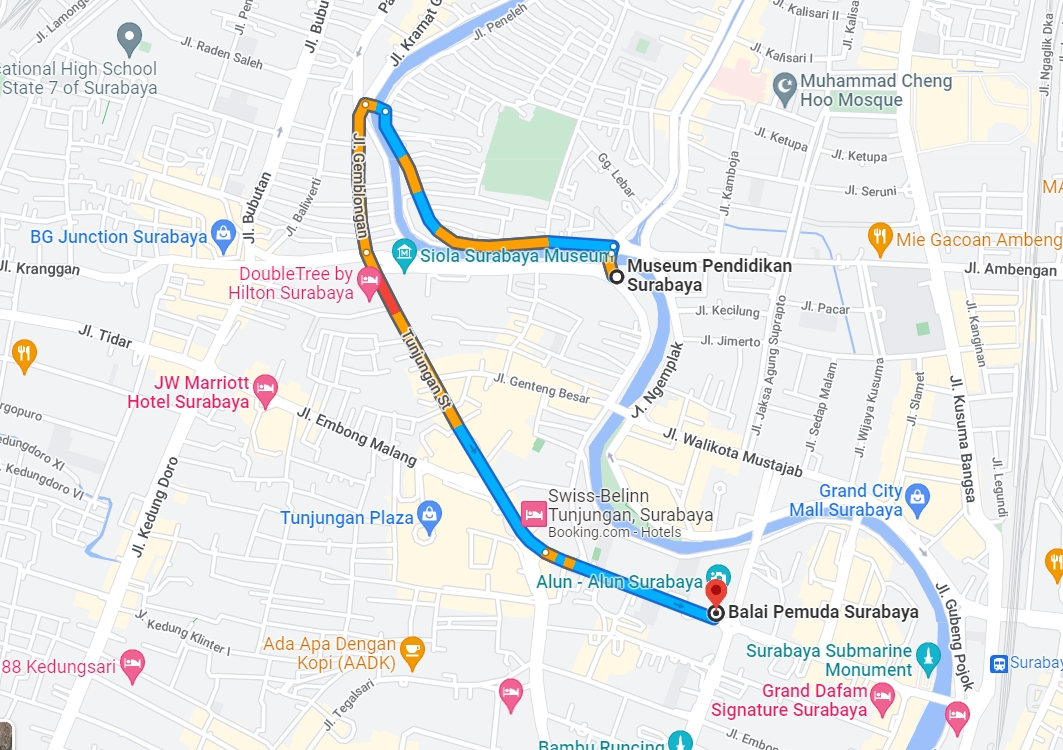 Jl. Lamongan
Jl. Bubu
Jl. Kramat G
Jl. Peneleh
Jl. Kalisari II
Jl. Kalisari I
Jl. Ngaglik Dka
Jl. Raden Saleh
cational High School
State 7 of Surabaya
Muhammad Cheng
Hoo Mosque
Jl. Ketupa
Jl. Ketupa
Jl. Kamboja
Gg. Lebar
Jl. Seruni
MA
Jl. Gemblongan
Jl. Bubutan
Jl. Baliwerti
BG Junction Surabaya
Siola Surabaya Museum
Mie Gacoan Ambeng
Jl. Kranggan
DoubleTree by
Hilton Surabaya
Museum Pendidikan
Surabaya
Jl. Ambengan
Jl. Kecilung
Jl. Pacar
Jl. Jimerto
Jl. Jaksa Agung Suprapto
Jl. Kanginan
Jl. Tidar
Tunjungan St
Jl. Genteng Besar
Jl. Ngemplak
Jl. Sedap Malam
Jl. Wijaya Kusuma
Jl. Slamet
Jl. Kusuma Bangsa
JW Marriott
Hotel Surabaya
Jl. Embong Malang
Jl. Walikota Mustajab
Jl. Legundi
rgopuro
Kedungdoro XI
Kedungdoro VI
Jl. Kedung Doro
Swiss-Belinn
Tunjungan, Surabaya
Booking.com - Hotels
Grand City
Mall Surabaya
Tunjungan Plaza
Alun - Alun Surabaya
Balai Pemuda Surabaya
Jl. Gubeng Pojok
Jl. Kedung Klinter I
Ada Apa Dengan
Kopi (AADK)
88 Kedungsari
Surabaya Submarine
Monument
Surabay
Jl. Tegalsari
Grand Dafam
Signature Surabaya
Bambu Runcing